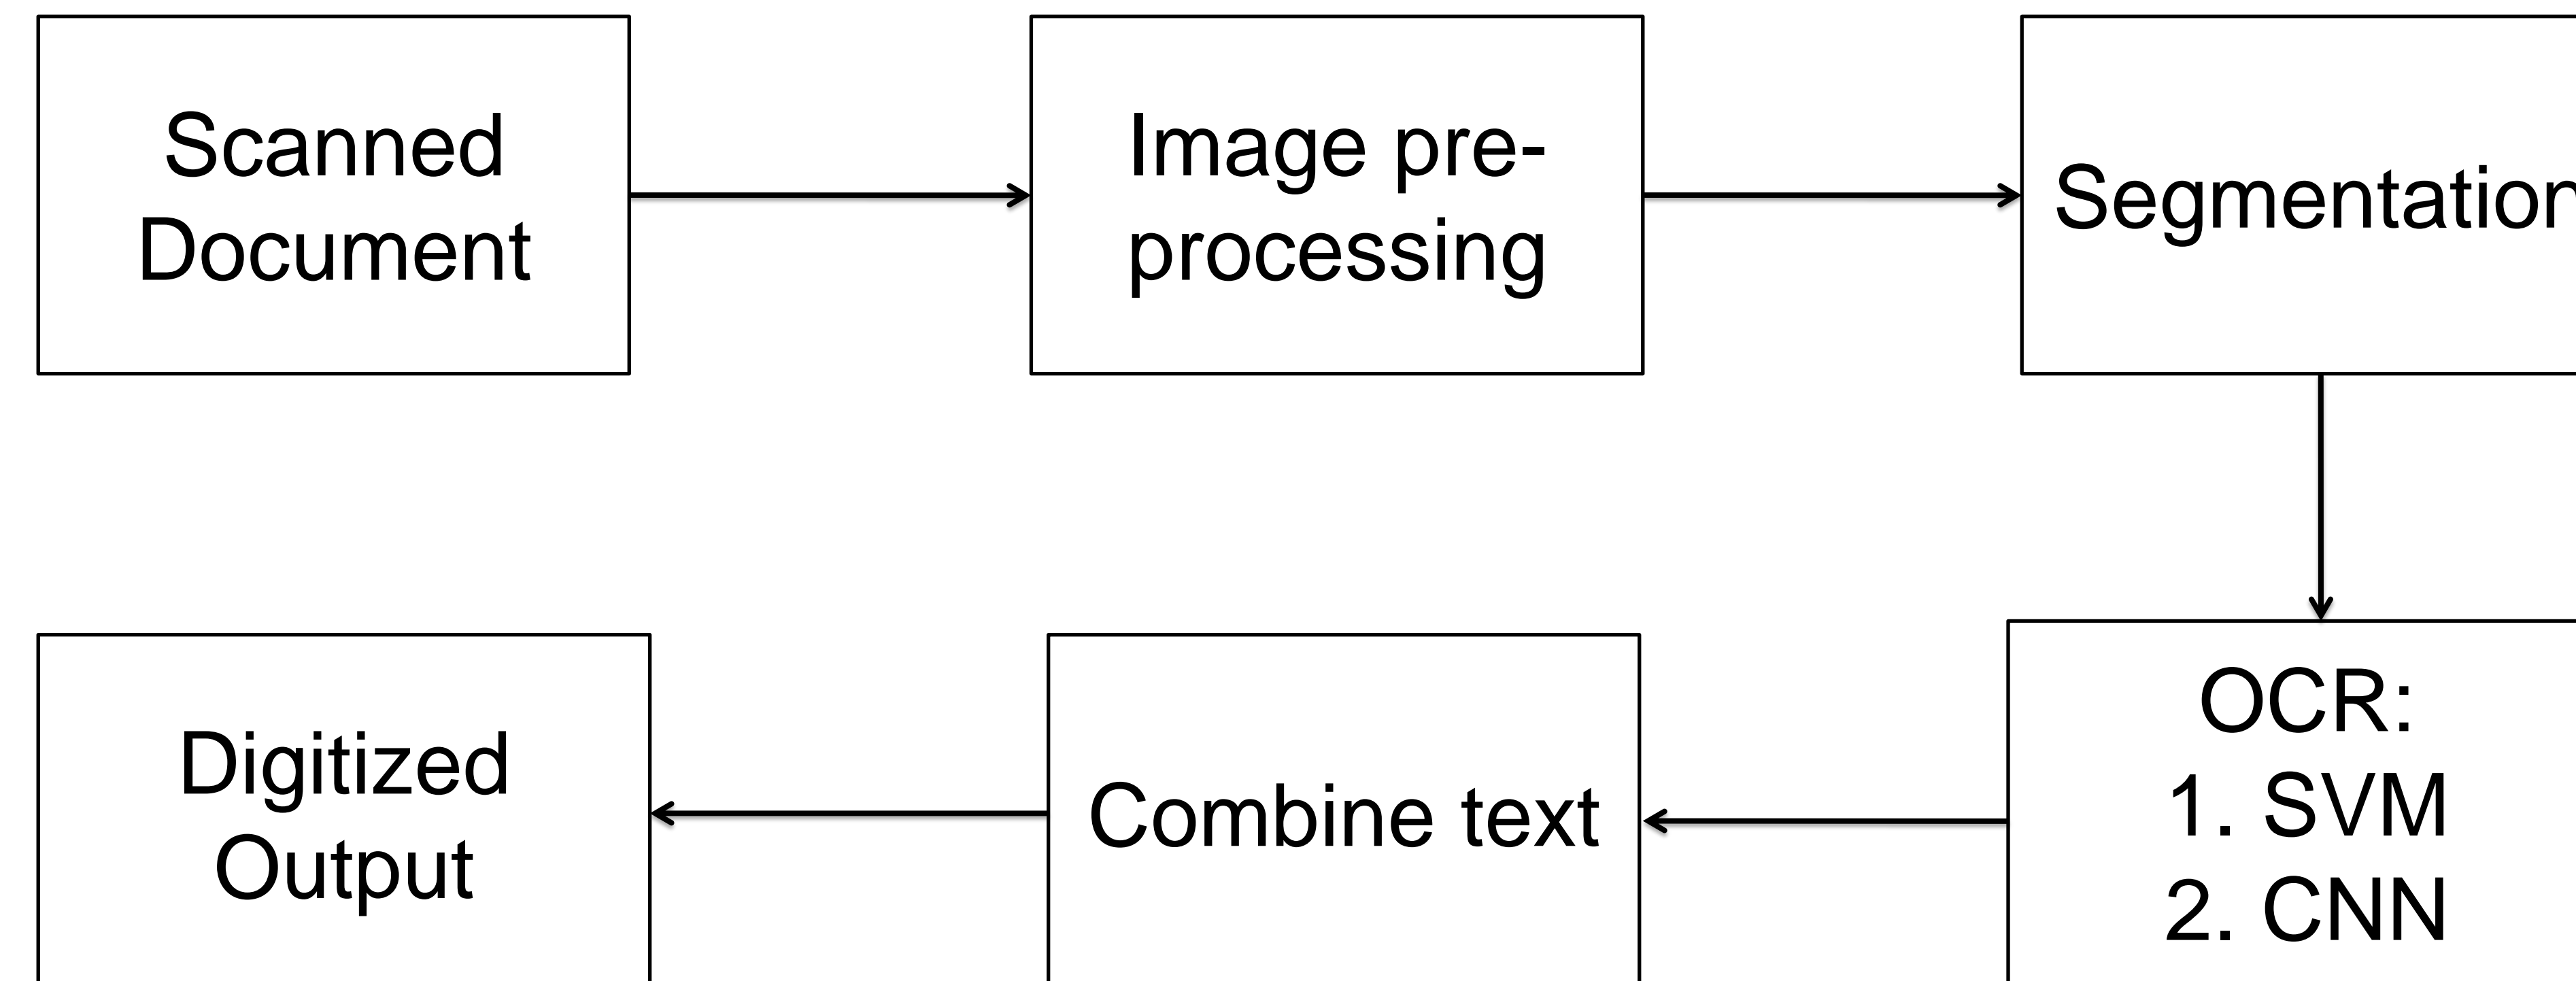 Scanned
Document
Image pre-
processing
Segmentation
OCR:
1. SVM
2. CNN
Combine text
Digitized
Output